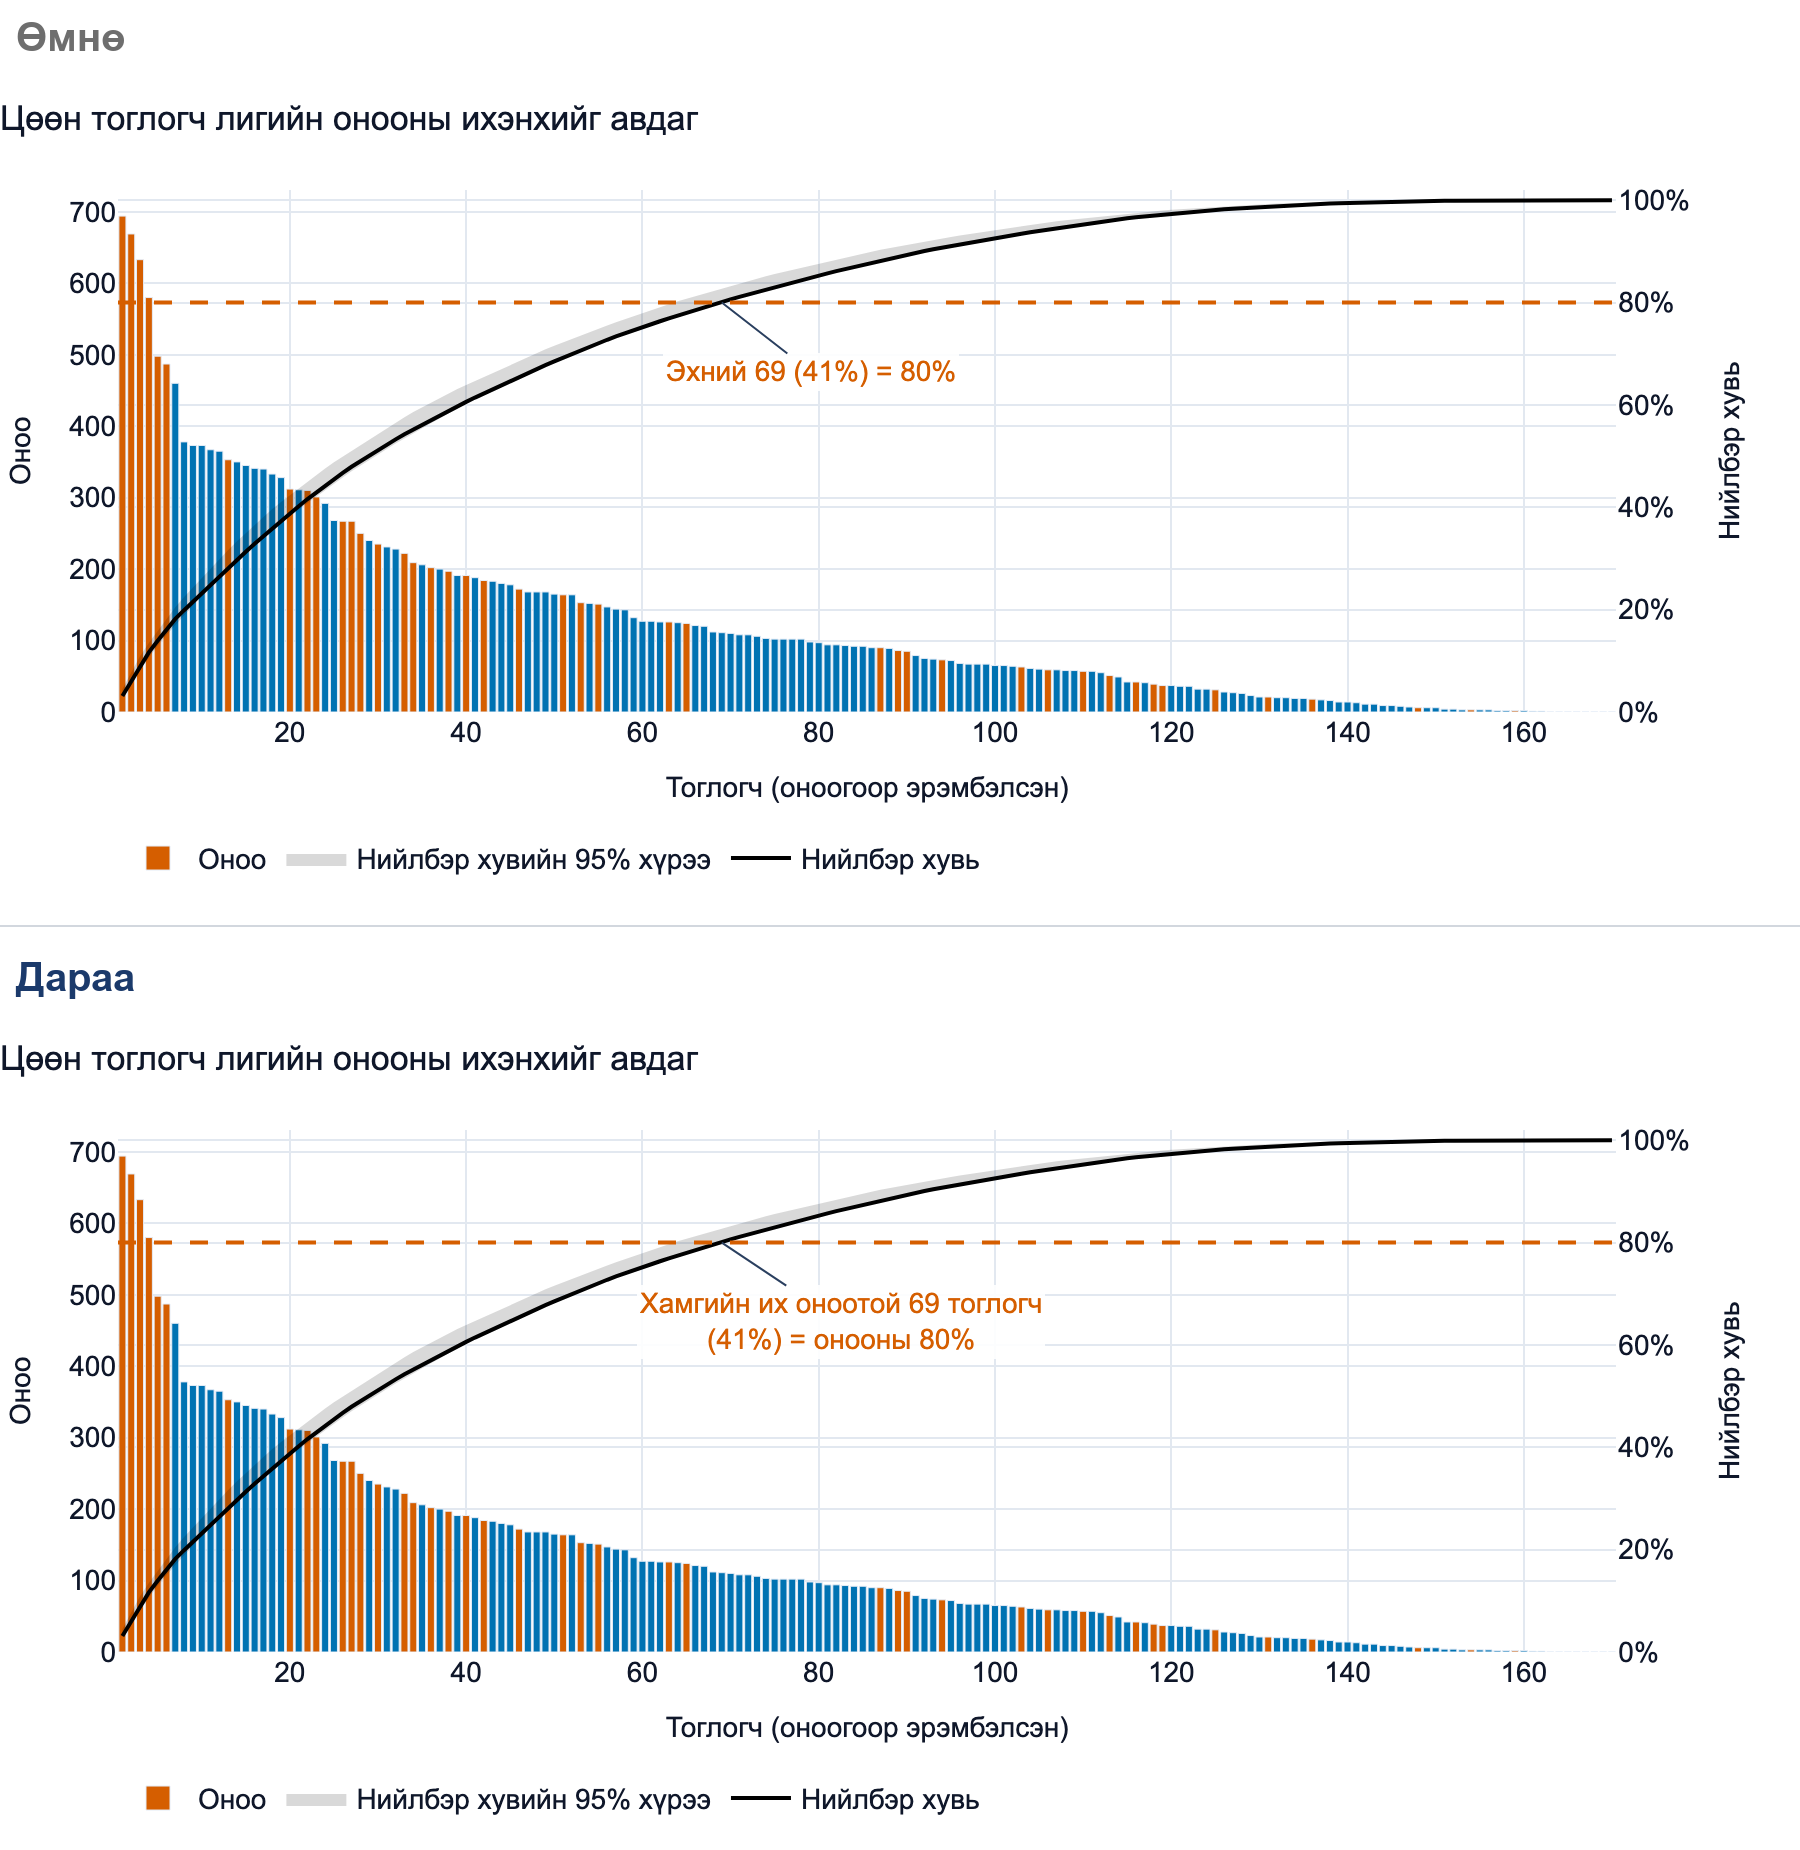 Өмнө
Цөөн тоглогч лигийн онооны ихэнхийг авдаг
700
600
500
400
300
200
100
0
Оноо
100%
80%
60%
40%
20%
0%
Нийлбэр хувь
Эхний 69 (41%) = 80%
20 40 60 80 100 120 140 160
Тоглогч (оноогоор эрэмбэлсэн)
Оноо Нийлбэр хувийн 95% хүрээ Нийлбэр хувь
Дараа
Цөөн тоглогч лигийн онооны ихэнхийг авдаг
700
600
500
400
300
200
100
0
Оноо
100%
80%
60%
40%
20%
0%
Нийлбэр хувь
Хамгийн их оноотой 69 тоглогч
(41%) = онооны 80%
20 40 60 80 100 120 140 160
Тоглогч (оноогоор эрэмбэлсэн)
Оноо Нийлбэр хувийн 95% хүрээ Нийлбэр хувь